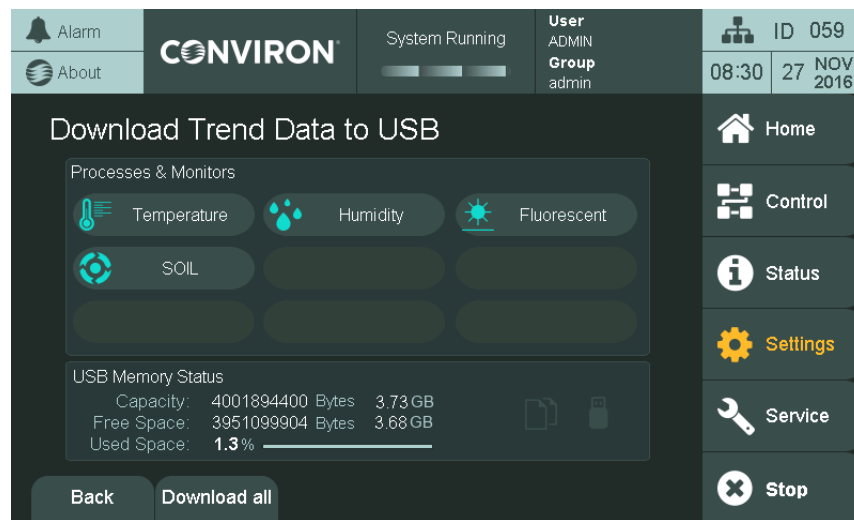 Alarm
About
CONVIRON
System Running
User
ADMIN
Group
admin
ID 059
08:30 27 NOV 2016
Download Trend Data to USB
Processes & Monitors
Temperature
Humidity
Fluorescent
SOIL
USB Memory Status
Capacity: 4001894400 Bytes 3.73 GB
Free Space: 3951099904 Bytes 3.68 GB
Used Space: 1.3 %
Back
Download all
Home
Control
Status
Settings
Service
Stop